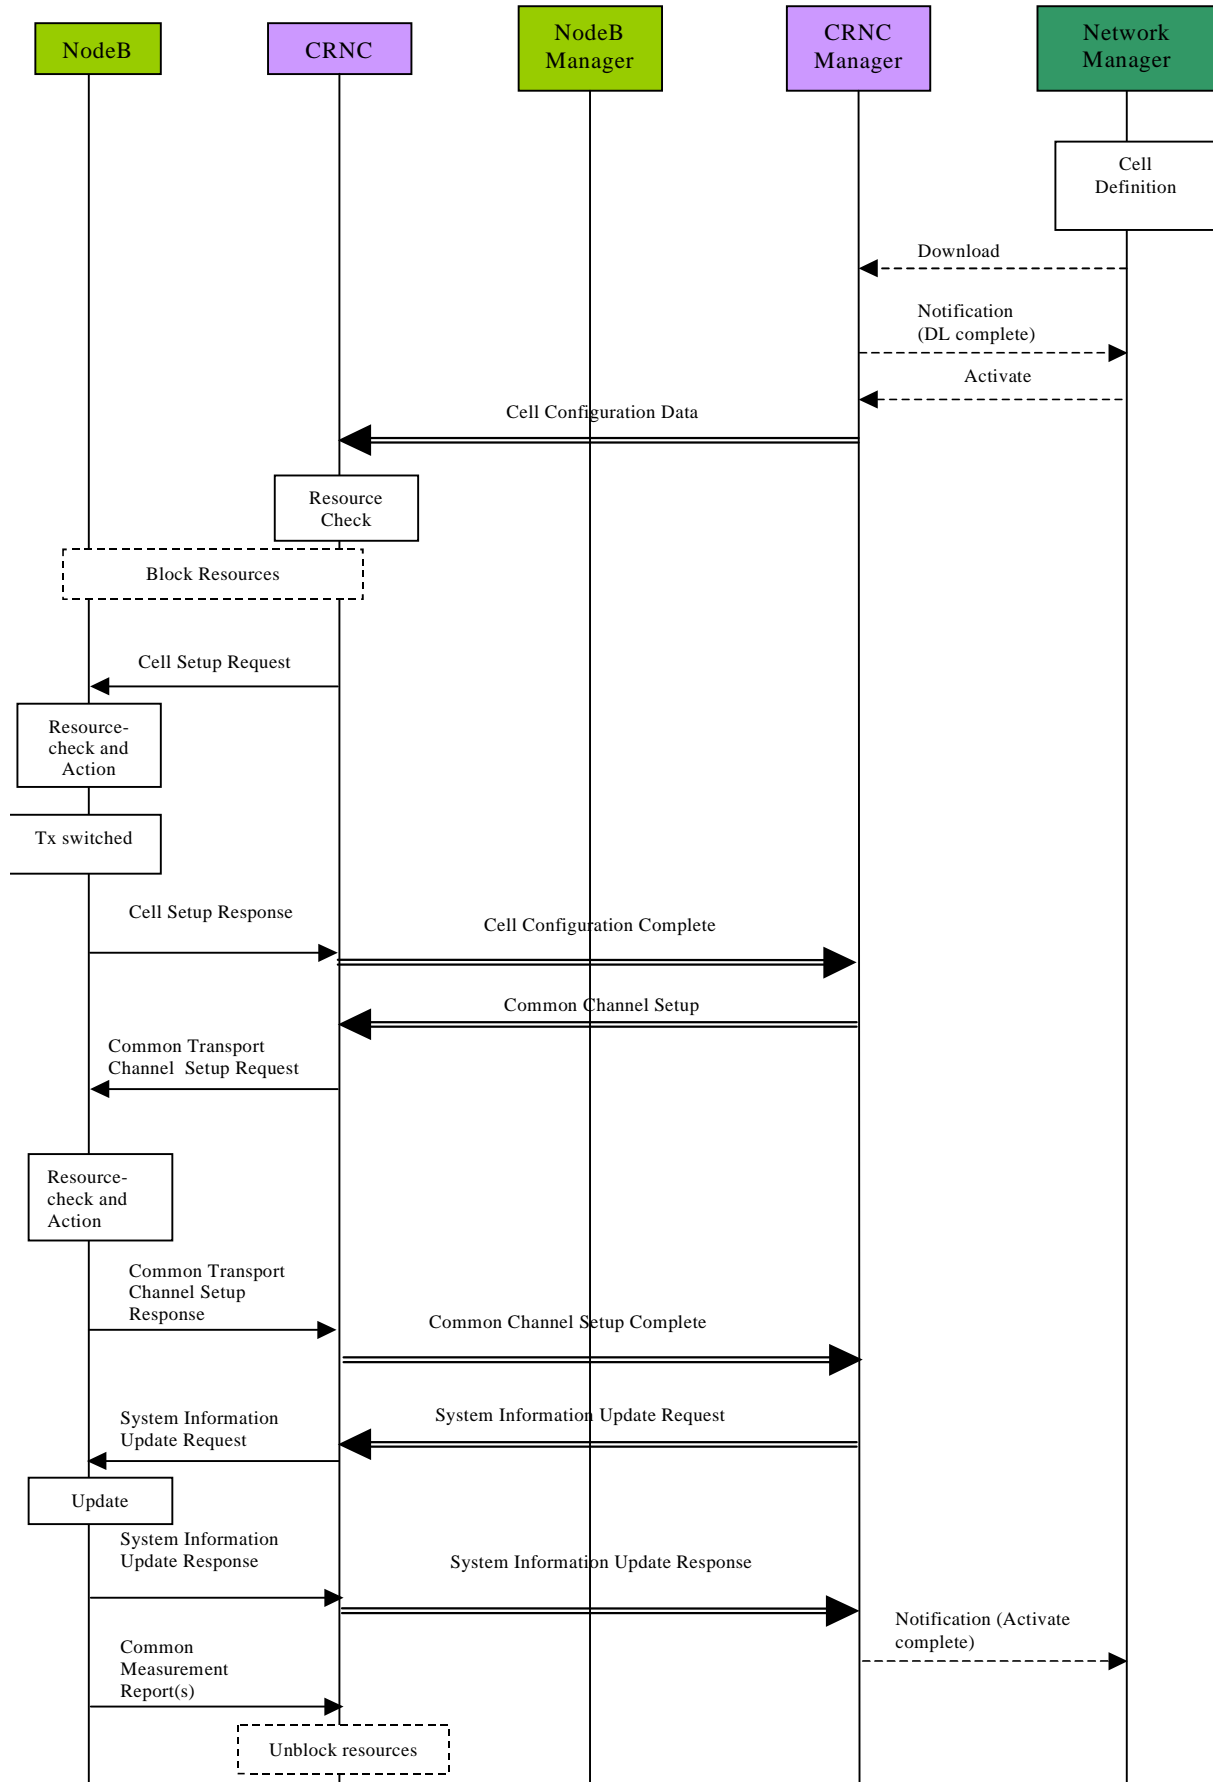 NodeB
CRNC
NodeB
Manager
CRNC
Manager
Network
Manager
Cell
Definition
Download
Notification
(DL complete)
Activate
Cell Configuration Data
Resource
Check
Block Resources
Cell Setup Request
Resource-
check and
Action
Tx switched
Cell Setup Response
Cell Configuration Complete
Common Channel Setup
Common Transport
Channel Setup Request
Resource-
check and
Action
Common Transport
Channel Setup
Response
Common Channel Setup Complete
System Information Update Request
System Information
Update Request
Update
System Information
Update Response
System Information Update Response
Notification (Activate
complete)
Common
Measurement
Report(s)
Unblock resources